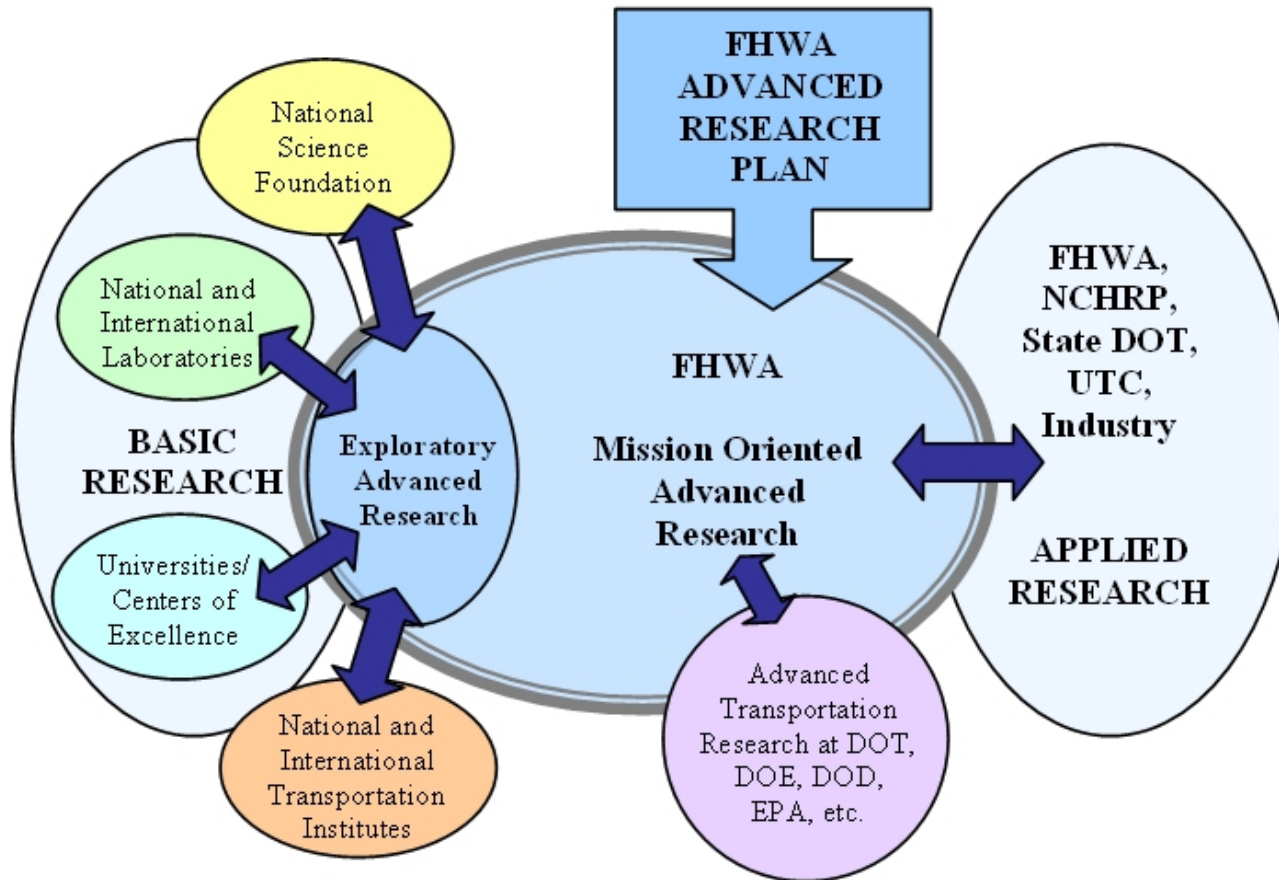 FHWA
ADVANCED
RESEARCH
PLAN
National
Science
Foundation
National and
International
Laboratories
BASIC
RESEARCH
Universities/
Centers of
Excellence
National and
International
Transportation
Institutes
Exploratory
Advanced
Research
FHWA
Mission Oriented
Advanced
Research
Advanced
Transportation
Research at DOT,
DOE, DOD,
EPA, etc.
FHWA,
NCHRP,
State DOT,
UTC,
Industry
APPLIED
RESEARCH